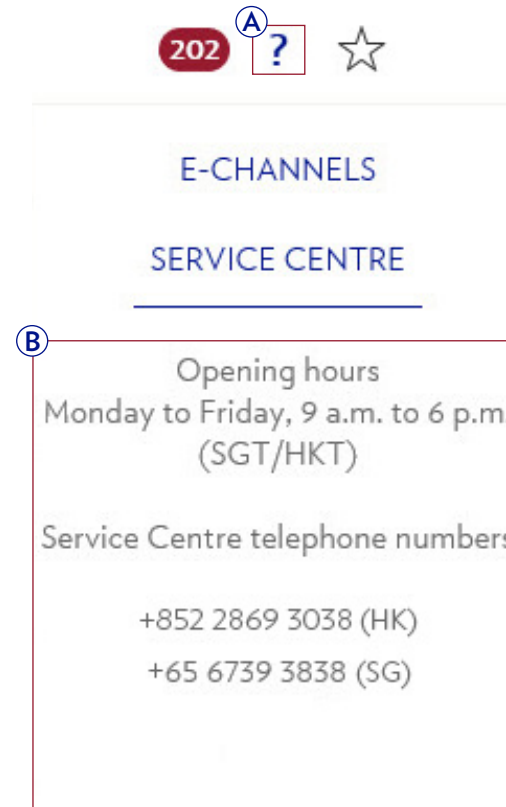 A
202 ?
E-CHANNELS
SERVICE CENTRE
B
Opening hours
Monday to Friday, 9 a.m. to 6 p.m
(SGT/HKT)
Service Centre telephone numbers
+852 2869 3038 (HK)
+65 6739 3838 (SG)